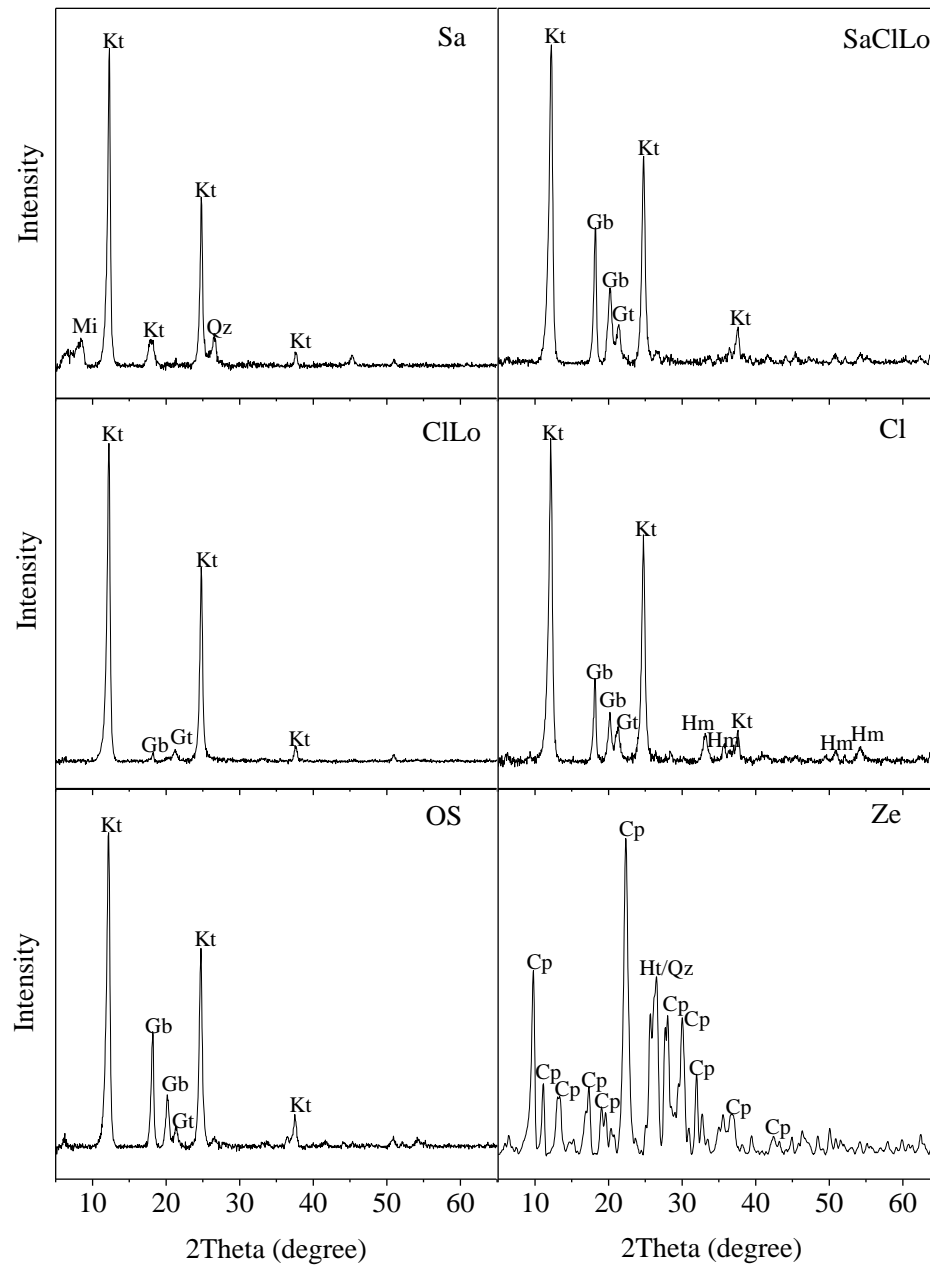 Sa
Kt
Kt
Mi
Kt
Qz
Kt
Intensity
SaClLo
Kt
Kt
Gb
Gb
Gt
Kt
ClLo
Kt
Kt
Gb
Gt
Kt
Intensity
Cl
Kt
Kt
Gb
Gb
Gt
Hm
Hm
Kt
Hm
Hm
OS
Kt
Kt
Gb
Gb
Gt
Kt
Intensity
10 20 30 40 50 60
2Theta (degree)
Ze
Cp
Cp
Ht/Qz
Cp
Cp
Cp
Cp
Cp
Cp
Cp
Cp
Cp
10 20 30 40 50 60
2Theta (degree)